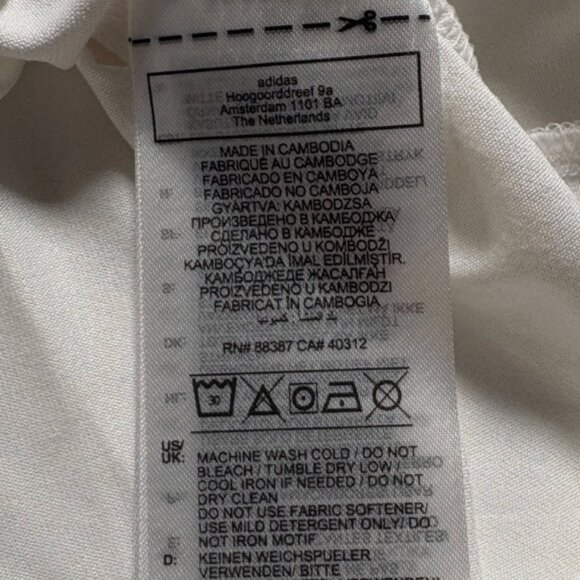 adidas
Hoogoorddreef 9a
Amsterdam 1101 BA
The Netherlands
MADE IN CAMBODIA
FABRIQUÉ AU CAMBODGE
FABRICADO EN CAMBOYA
FABRICADO NO CAMBOJA
GYÁRTVA: KAMBODZSA
ПРОИЗВЕДЕНО В КАМБОДЖА
СДЕЛАНО В КАМБОДЖЕ
PROIZVEDENO U KOMBODŽI
KAMBOÇYA'DA İMAL EDİLMİŞTİR.
КАМБОДЖЕДЕ ЖАСАЛҒАН
PROIZVEDENO U KAMBODŽI
FABRICAT ÎN CAMBOGIA
بلد المنشأ: كمبوديا
RN# 88387 CA# 40312
30
US/
UK: MACHINE WASH COLD / DO NOT
BLEACH / TUMBLE DRY LOW /
COOL IRON IF NEEDED / DO NOT
DRY CLEAN
DO NOT USE FABRIC SOFTENER/
USE MILD DETERGENT ONLY/ DO
NOT IRON MOTIF
D: KEINEN WEICHSPUELER
VERWENDEN/ BITTE